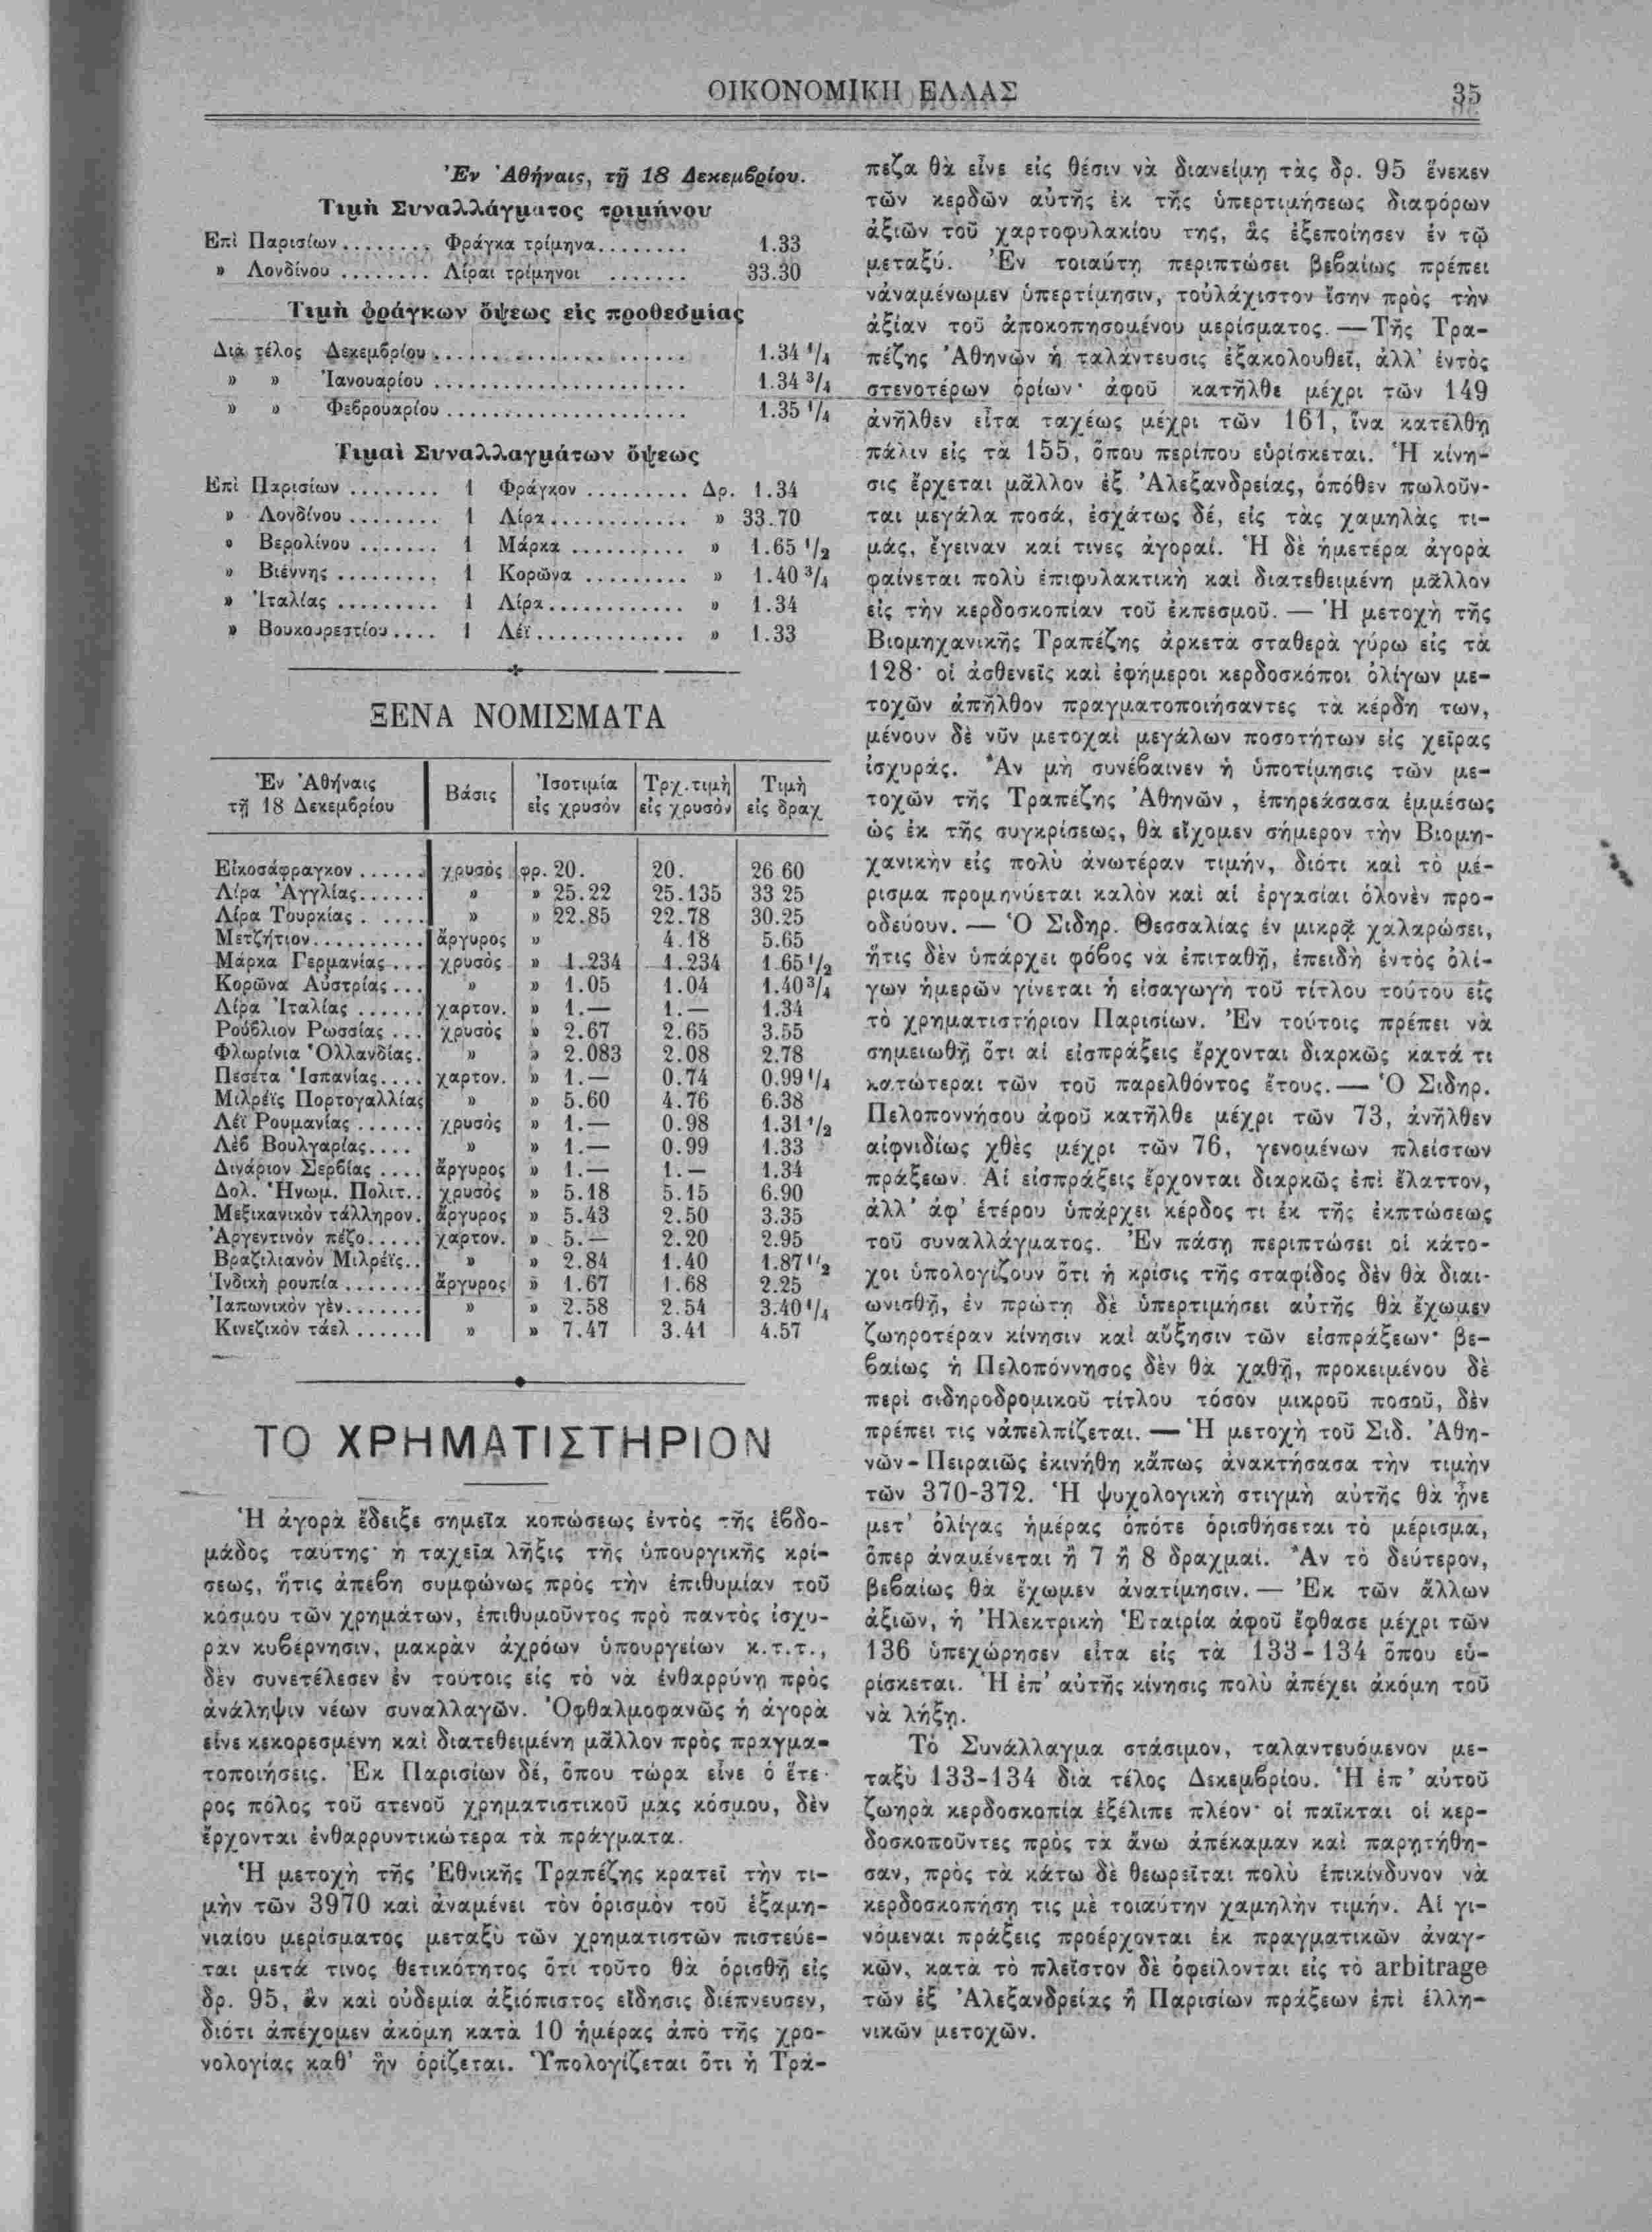 ΟΙΚΟΝΟΜΙΚΗ ΕΛΛΑΣ 35
Ἐν Ἀθήναις, τῇ 18 Δεκεμβρίου.
Τιμὴ Συναλλάγματος τριμήνου
Ἐπὶ Παρισίων ........ Φράγκα τρίμηνα ........ 1.33
» Λονδίνου ........ Λίραι τρίμηνοι ....... 33.30
Τιμὴ φράγκων ὄψεως εἰς προθεσμίας
Διὰ τέλος Δεκεμβρίου ........ 1.34 1/4
» » Ἰανουαρίου ........ 1.34 3/4
» » Φεβρουαρίου ........ 1.35 1/4
Τιμαὶ Συναλλαγμάτων ὄψεως
Ἐπὶ Παρισίων ........ 1 Φράγκον ......... Δρ. 1.34
» Λονδίνου ........ 1 Λίρα ............ » 33.70
» Βερολίνου ....... 1 Μάρκα .......... » 1.65 1/2
» Βιέννης ......... 1 Κορῶνα ......... » 1.40 3/4
» Ἰταλίας ......... 1 Λίρα ............ » 1.34
» Βουκουρεστίου .... 1 Λέϊ ............. » 1.33
ΞΕΝΑ ΝΟΜΙΣΜΑΤΑ
Ἐν Ἀθήναις Βάσις Ἰσοτιμία Τρχ. τιμὴ Τιμὴ
τῇ 18 Δεκεμβρίου εἰς χρυσόν εἰς χρυσὸν εἰς δραχ
Εἰκοσάφραγκον ...... χρυσὸς φρ. 20. 20. 26 60
Λίρα Ἀγγλίας ...... » » 25.22 25.135 33 25
Λίρα Τουρκίας ...... » » 22.85 22.78 30.25
Μετζήτιον .......... ἄργυρος » 4.18 5.65
Μάρκα Γερμανίας ... χρυσὸς » 1.234 1.234 1 65 1/2
Κορῶνα Αὐστρίας ... » » 1.05 1.04 1.40 3/4
Λίρα Ἰταλίας ...... χαρτον. » 1.— 1.— 1.34
Ρούβλιον Ρωσσίας ... χρυσὸς » 2.67 2.65 3.55
Φλωρίνια Ὁλλανδίας . » » 2.083 2.08 2.78
Πεσέτα Ἱσπανίας .... χαρτον. » 1.— 0.74 0.99 1/4
Μιλρέϊς Πορτογαλλίας » » 5.60 4.76 6.38
Λέϊ Ρουμανίας ...... χρυσὸς » 1.— 0.98 1.31 1/2
Λὲβ Βουλγαρίας .... » » 1.— 0.99 1.33
Δινάριον Σερβίας .... ἄργυρος » 1.— 1.— 1.34
Δολ. Ἡνωμ. Πολιτ. . χρυσὸς » 5.18 5.15 6.90
Μεξικανικὸν τάλληρον . ἄργυρος » 5.43 2.50 3.35
Ἀργεντινὸν πέζο ..... χαρτον. » 5.— 2.20 2.95
Βραζιλιανὸν Μιλρέϊς . . » » 2.84 1.40 1.87 1/2
Ἰνδικὴ ρουπία ....... ἄργυρος » 1.67 1.68 2.25
Ἰαπωνικὸν γὲν ....... » » 2.58 2.54 3.40 1/4
Κινεζικὸν τάελ ...... » » 7.47 3.41 4.57
ΤΟ ΧΡΗΜΑΤΙΣΤΗΡΙΟΝ
Ἡ ἀγορὰ ἔδειξε σημεῖα κοπώσεως ἐντὸς τῆς ἑβδο-
μάδος ταύτης· ἡ ταχεῖα λῆξις τῆς ὑπουργικῆς κρί-
σεως, ἥτις ἀπέβη συμφώνως πρὸς τὴν ἐπιθυμίαν τοῦ
κόσμου τῶν χρημάτων, ἐπιθυμοῦντος πρὸ παντὸς ἰσχυ-
ρὰν κυβέρνησιν, μακρὰν ἀχρόων ὑπουργείων κ.τ.τ.,
δὲν συνετέλεσεν ἐν τούτοις εἰς τὸ νὰ ἐνθαρρύνῃ πρὸς
ἀνάληψιν νέων συναλλαγῶν. Ὀφθαλμοφανῶς ἡ ἀγορὰ
εἶνε κεκορεσμένη καὶ διατεθειμένη μᾶλλον πρὸς πραγμα-
τοποιήσεις. Ἐκ Παρισίων δέ, ὅπου τώρα εἶνε ὁ ἕτε-
ρος πόλος τοῦ στενοῦ χρηματιστικοῦ μας κόσμου, δὲν
ἔρχονται ἐνθαρρυντικώτερα τὰ πράγματα.
Ἡ μετοχὴ τῆς Ἐθνικῆς Τραπέζης κρατεῖ τὴν τι-
μὴν τῶν 3970 καὶ ἀναμένει τὸν ὁρισμὸν τοῦ ἑξαμη-
νιαίου μερίσματος μεταξὺ τῶν χρηματιστῶν πιστεύε-
ται μετά τινος θετικότητος ὅτι τοῦτο θὰ ὁρισθῇ εἰς
δρ. 95, ἂν καὶ οὐδεμία ἀξιόπιστος εἴδησις διέπνευσεν,
διότι ἀπέχομεν ἀκόμη κατὰ 10 ἡμέρας ἀπὸ τῆς χρο-
νολογίας καθ' ἣν ὁρίζεται. Ὑπολογίζεται ὅτι ἡ Τρά-
πεζα θὰ εἶνε εἰς θέσιν νὰ διανείμῃ τὰς δρ. 95 ἕνεκεν
τῶν κερδῶν αὐτῆς ἐκ τῆς ὑπερτιμήσεως διαφόρων
ἀξιῶν τοῦ χαρτοφυλακίου της, ἃς ἐξεποίησεν ἐν τῷ
μεταξύ. Ἐν τοιαύτῃ περιπτώσει βεβαίως πρέπει
νἀναμένωμεν ὑπερτίμησιν, τοὐλάχιστον ἴσην πρὸς τὴν
ἀξίαν τοῦ ἀποκοπησομένου μερίσματος. — Τῆς Τρα-
πέζης Ἀθηνῶν ἡ ταλάντευσις ἐξακολουθεῖ, ἀλλ' ἐντὸς
στενοτέρων ὁρίων· ἀφοῦ κατῆλθε μέχρι τῶν 149
ἀνῆλθεν εἶτα ταχέως μέχρι τῶν 161, ἵνα κατέλθῃ
πάλιν εἰς τὰ 155, ὅπου περίπου εὑρίσκεται. Ἡ κίνη-
σις ἔρχεται μᾶλλον ἐξ Ἀλεξανδρείας, ὁπόθεν πωλοῦν-
ται μεγάλα ποσά, ἐσχάτως δέ, εἰς τὰς χαμηλὰς τι-
μάς, ἔγειναν καί τινες ἀγοραί. Ἡ δὲ ἡμετέρα ἀγορὰ
φαίνεται πολὺ ἐπιφυλακτικὴ καὶ διατεθειμένη μᾶλλον
εἰς τὴν κερδοσκοπίαν τοῦ ἐκπεσμοῦ. — Ἡ μετοχὴ τῆς
Βιομηχανικῆς Τραπέζης ἀρκετὰ σταθερὰ γύρω εἰς τὰ
128· οἱ ἀσθενεῖς καὶ ἐφήμεροι κερδοσκόποι ὀλίγων με-
τοχῶν ἀπῆλθον πραγματοποιήσαντες τὰ κέρδη των,
μένουν δὲ νῦν μετοχαὶ μεγάλων ποσοτήτων εἰς χεῖρας
ἰσχυράς. Ἂν μὴ συνέβαινεν ἡ ὑποτίμησις τῶν με-
τοχῶν τῆς Τραπέζης Ἀθηνῶν, ἐπηρεάσασα ἐμμέσως
ὡς ἐκ τῆς συγκρίσεως, θὰ εἴχομεν σήμερον τὴν Βιομη-
χανικὴν εἰς πολὺ ἀνωτέραν τιμήν, διότι καὶ τὸ μέ-
ρισμα προμηνύεται καλὸν καὶ αἱ ἐργασίαι ὁλονὲν προ-
οδεύουν. — Ὁ Σιδηρ. Θεσσαλίας ἐν μικρᾷ χαλαρώσει,
ἥτις δὲν ὑπάρχει φόβος νὰ ἐπιταθῇ, ἐπειδὴ ἐντὸς ὀλί-
γων ἡμερῶν γίνεται ἡ εἰσαγωγὴ τοῦ τίτλου τούτου εἰς
τὸ χρηματιστήριον Παρισίων. Ἐν τούτοις πρέπει νὰ
σημειωθῇ ὅτι αἱ εἰσπράξεις ἔρχονται διαρκῶς κατά τι
κατώτεραι τῶν τοῦ παρελθόντος ἔτους. — Ὁ Σιδηρ.
Πελοποννήσου ἀφοῦ κατῆλθε μέχρι τῶν 73, ἀνῆλθεν
αἰφνιδίως χθὲς μέχρι τῶν 76, γενομένων πλείστων
πράξεων. Αἱ εἰσπράξεις ἔρχονται διαρκῶς ἐπὶ ἔλαττον,
ἀλλ' ἀφ' ἑτέρου ὑπάρχει κέρδος τι ἐκ τῆς ἐκπτώσεως
τοῦ συναλλάγματος. Ἐν πάσῃ περιπτώσει οἱ κάτο-
χοι ὑπολογίζουν ὅτι ἡ κρίσις τῆς σταφίδος δὲν θὰ διαι-
ωνισθῇ, ἐν πρώτῃ δὲ ὑπερτιμήσει αὐτῆς θὰ ἔχωμεν
ζωηροτέραν κίνησιν καὶ αὔξησιν τῶν εἰσπράξεων· βε-
βαίως ἡ Πελοπόννησος δὲν θὰ χαθῇ, προκειμένου δὲ
περὶ σιδηροδρομικοῦ τίτλου τόσον μικροῦ ποσοῦ, δὲν
πρέπει τις νἀπελπίζεται. — Ἡ μετοχὴ τοῦ Σιδ. Ἀθη-
νῶν - Πειραιῶς ἐκινήθη κἄπως ἀνακτήσασα τὴν τιμὴν
τῶν 370-372. Ἡ ψυχολογικὴ στιγμὴ αὐτῆς θὰ ἦνε
μετ' ὀλίγας ἡμέρας ὁπότε ὁρισθήσεται τὸ μέρισμα,
ὅπερ ἀναμένεται ἢ 7 ἢ 8 δραχμαί. Ἂν τὸ δεύτερον,
βεβαίως θὰ ἔχωμεν ἀνατίμησιν. — Ἐκ τῶν ἄλλων
ἀξιῶν, ἡ Ἠλεκτρικὴ Ἑταιρία ἀφοῦ ἔφθασε μέχρι τῶν
136 ὑπεχώρησεν εἶτα εἰς τὰ 133 - 134 ὅπου εὑ-
ρίσκεται. Ἡ ἐπ' αὐτῆς κίνησις πολὺ ἀπέχει ἀκόμη τοῦ
νὰ λήξῃ.
Τὸ Συνάλλαγμα στάσιμον, ταλαντευόμενον με-
ταξὺ 133-134 διὰ τέλος Δεκεμβρίου. Ἡ ἐπ' αὐτοῦ
ζωηρὰ κερδοσκοπία ἐξέλιπε πλέον· οἱ παῖκται οἱ κερ-
δοσκοποῦντες πρὸς τὰ ἄνω ἀπέκαμαν καὶ παρητήθη-
σαν, πρὸς τὰ κάτω δὲ θεωρεῖται πολὺ ἐπικίνδυνον νὰ
κερδοσκοπήσῃ τις μὲ τοιαύτην χαμηλὴν τιμήν. Αἱ γι-
νόμεναι πράξεις προέρχονται ἐκ πραγματικῶν ἀναγ-
κῶν, κατὰ τὸ πλεῖστον δὲ ὀφείλονται εἰς τὸ arbitrage
τῶν ἐξ Ἀλεξανδρείας ἢ Παρισίων πράξεων ἐπὶ ἑλλη-
νικῶν μετοχῶν.